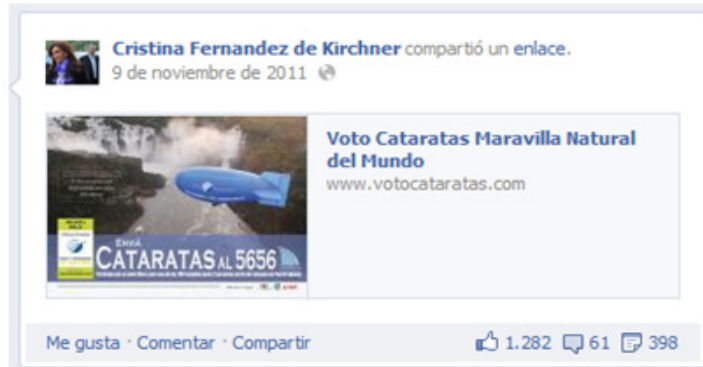 Cristina Fernandez de Kirchner compartió un enlace.
9 de noviembre de 2011
Voto Cataratas Maravilla Natural
del Mundo
www.votocataratas.com
ENVIÁ
CATARATAS AL 5656
Me gusta · Comentar · Compartir
1.282 61 398